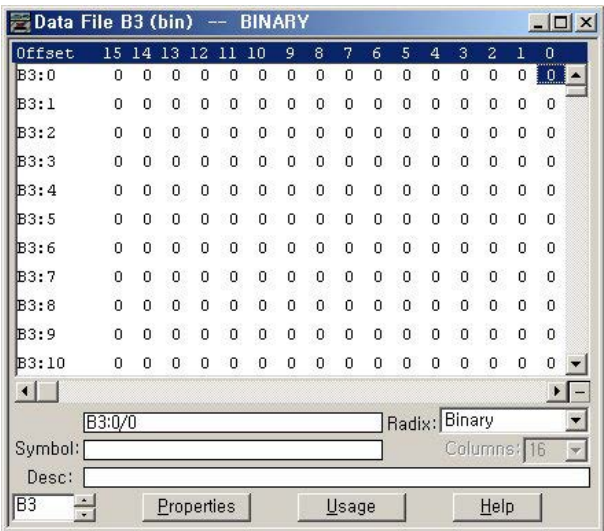 Data File B3 (bin) -- BINARY
Offset 15 14 13 12 11 10 9 8 7 6 5 4 3 2 1 0
B3:0 0 0 0 0 0 0 0 0 0 0 0 0 0 0 0 0
B3:1 0 0 0 0 0 0 0 0 0 0 0 0 0 0 0 0
B3:2 0 0 0 0 0 0 0 0 0 0 0 0 0 0 0 0
B3:3 0 0 0 0 0 0 0 0 0 0 0 0 0 0 0 0
B3:4 0 0 0 0 0 0 0 0 0 0 0 0 0 0 0 0
B3:5 0 0 0 0 0 0 0 0 0 0 0 0 0 0 0 0
B3:6 0 0 0 0 0 0 0 0 0 0 0 0 0 0 0 0
B3:7 0 0 0 0 0 0 0 0 0 0 0 0 0 0 0 0
B3:8 0 0 0 0 0 0 0 0 0 0 0 0 0 0 0 0
B3:9 0 0 0 0 0 0 0 0 0 0 0 0 0 0 0 0
B3:10 0 0 0 0 0 0 0 0 0 0 0 0 0 0 0 0
B3:0/0 Radix: Binary
Symbol: Columns: 16
Desc:
B3 Properties Usage Help